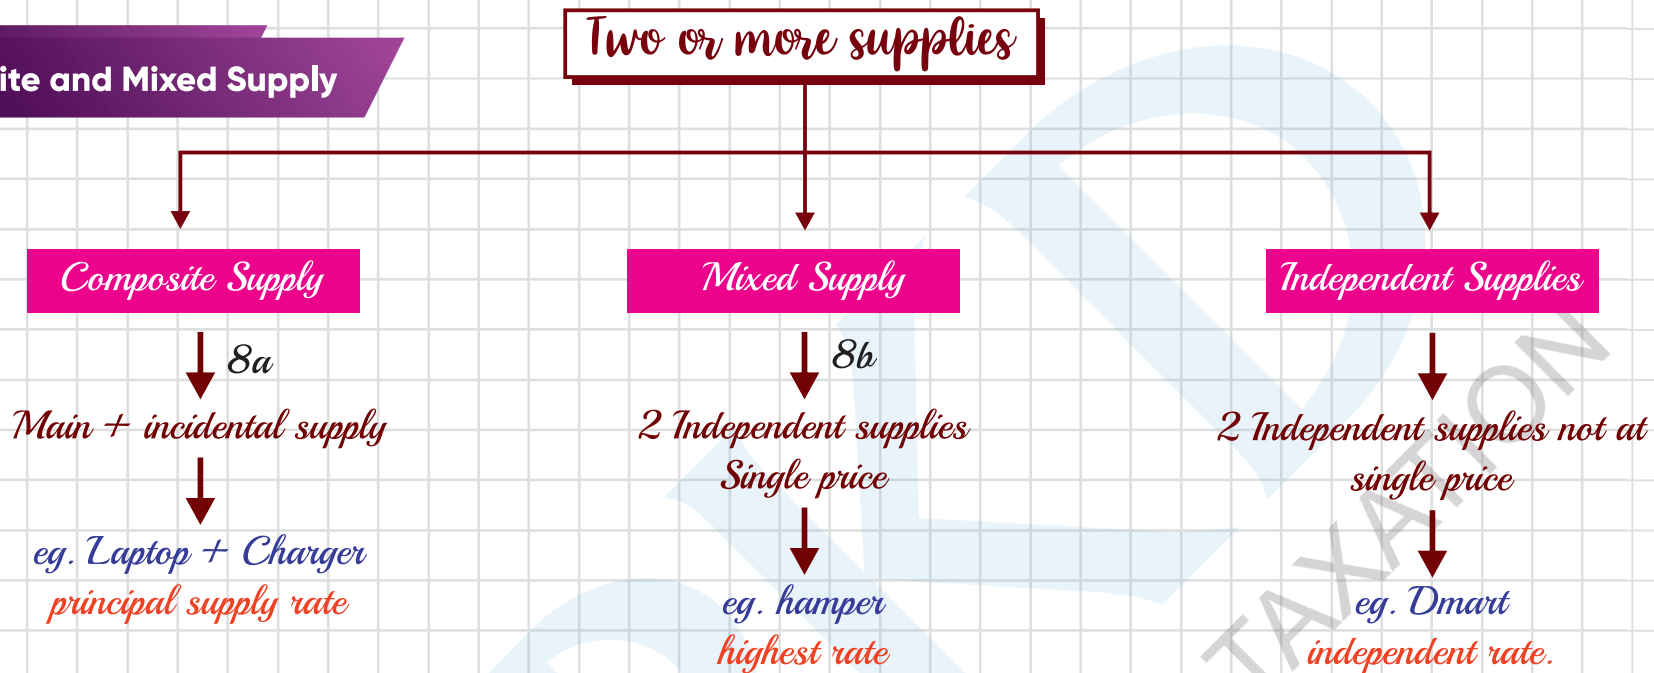 Two or more supplies
ite and Mixed Supply
Composite Supply
Mixed Supply
Independent Supplies
8a
8b
Main + incidental supply
2 Independent supplies
Single price
2 Independent supplies not at
single price
eg. Laptop + Charger
principal supply rate
eg. hamper
highest rate
eg. Dmart
independent rate.
TAXATION